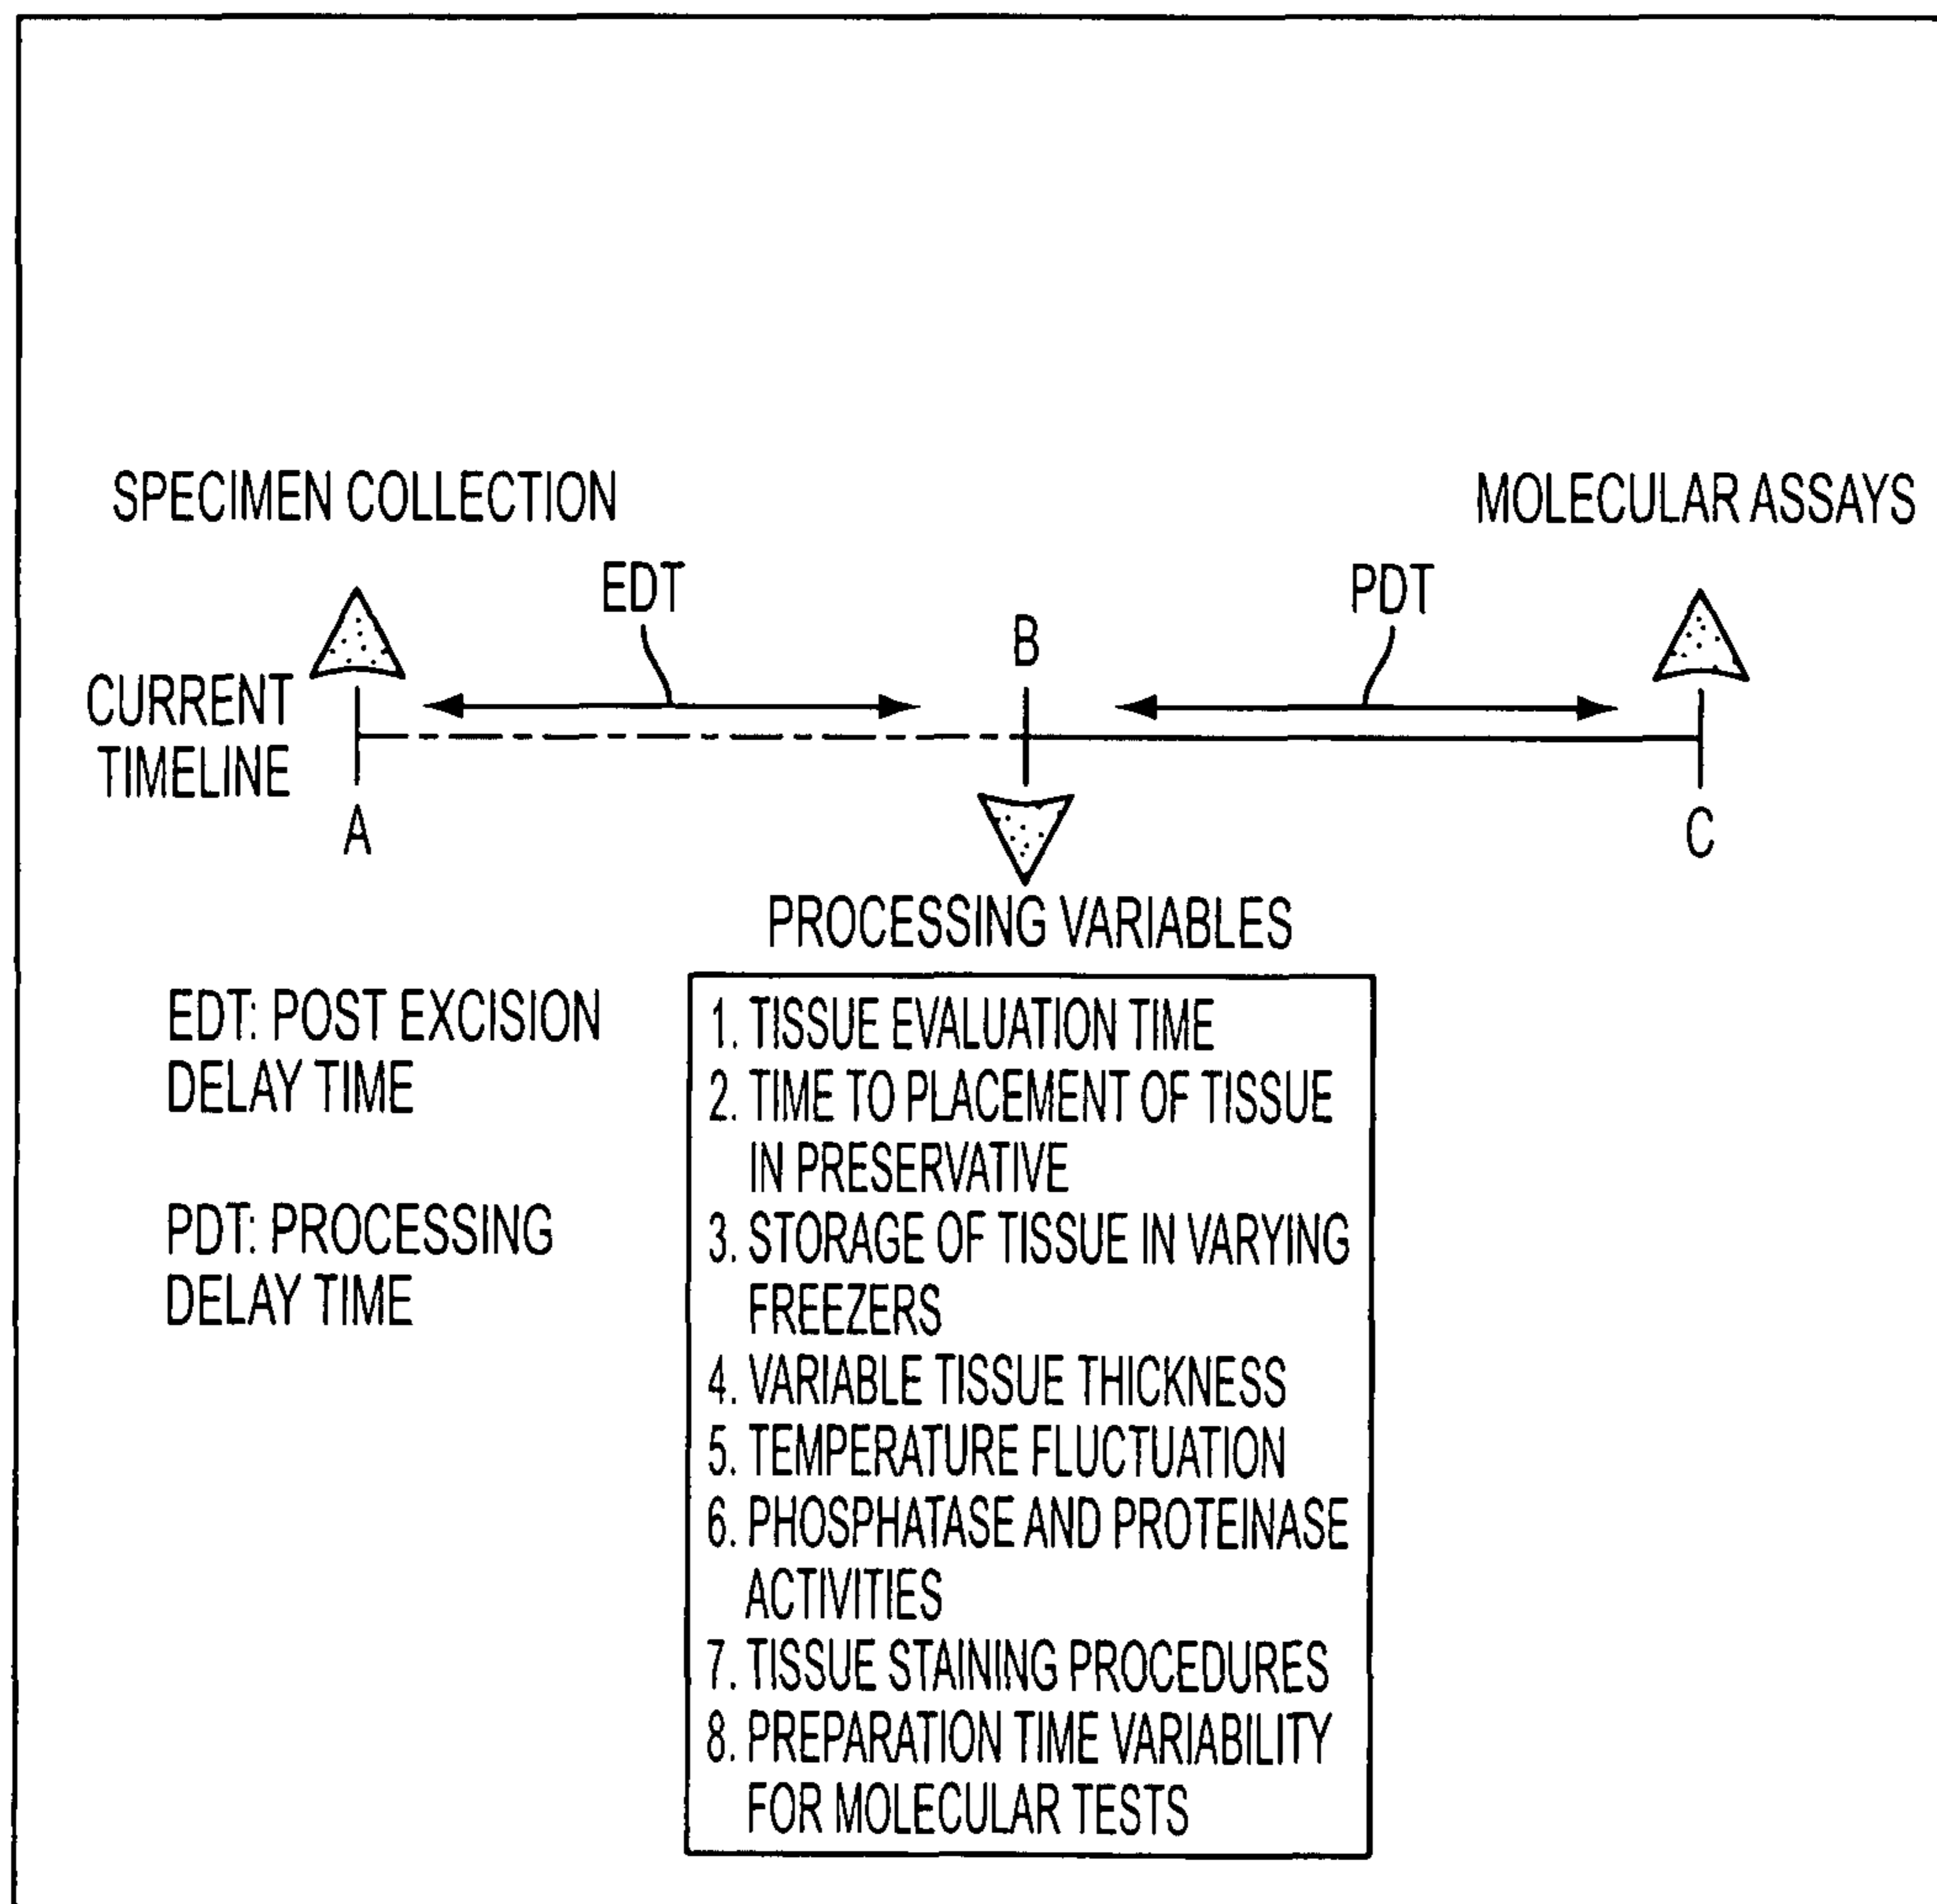 SPECIMEN COLLECTION
MOLECULAR ASSAYS
EDT
PDT
B
CURRENT
TIMELINE
A
C
PROCESSING VARIABLES
EDT: POST EXCISION
DELAY TIME
PDT: PROCESSING
DELAY TIME
1. TISSUE EVALUATION TIME
2. TIME TO PLACEMENT OF TISSUE
IN PRESERVATIVE
3. STORAGE OF TISSUE IN VARYING
FREEZERS
4. VARIABLE TISSUE THICKNESS
5. TEMPERATURE FLUCTUATION
6. PHOSPHATASE AND PROTEINASE
ACTIVITIES
7. TISSUE STAINING PROCEDURES
8. PREPARATION TIME VARIABILITY
FOR MOLECULAR TESTS